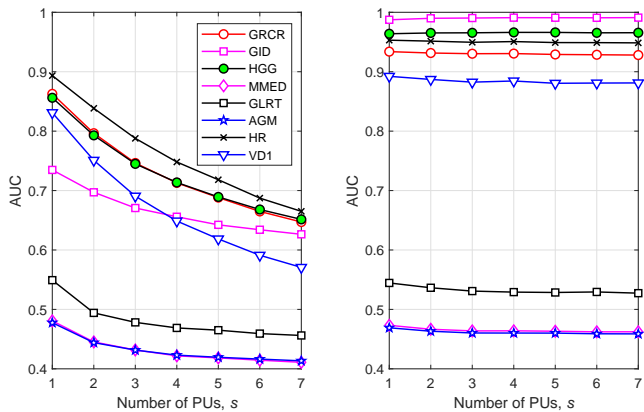 1
0.9
0.8
0.7
0.6
0.5
0.4
AUC
1 2 3 4 5 6 7
Number of PUs, s
GRCR
GID
HGG
MMED
GLRT
AGM
HR
VD1
1
0.9
0.8
0.7
0.6
0.5
0.4
AUC
1 2 3 4 5 6 7
Number of PUs, s